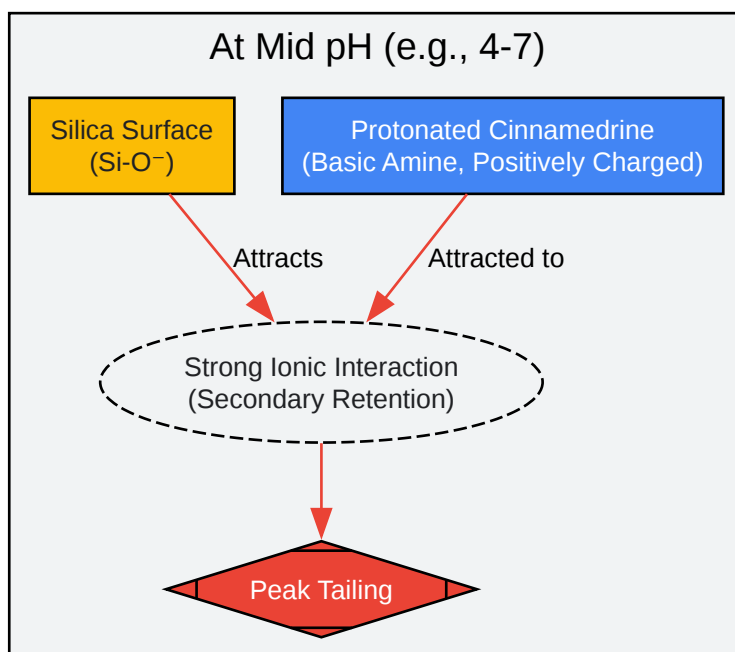 At Mid pH (e.g., 4-7)
Silica Surface
(Si-O⁻)
Protonated Cinnamedrine
(Basic Amine, Positively Charged)
Attracts
Attracted to
Strong Ionic Interaction
(Secondary Retention)
Peak Tailing